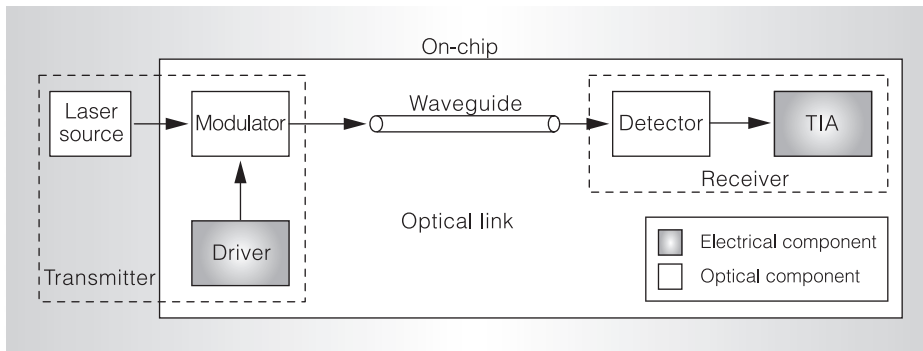 On-chip
Laser
source
Modulator
Waveguide
Detector
TIA
Receiver
Driver
Optical link
Transmitter
Electrical component
Optical component